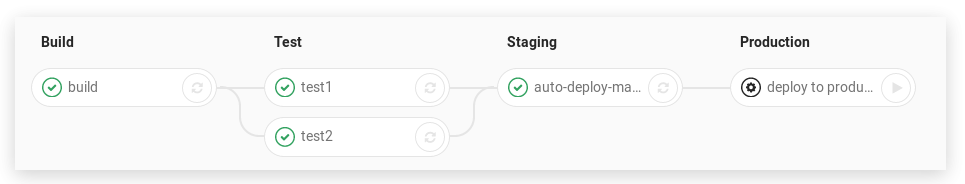 Build
Test
Staging
Production
build
test1
auto-deploy-ma...
deploy to produ...
test2